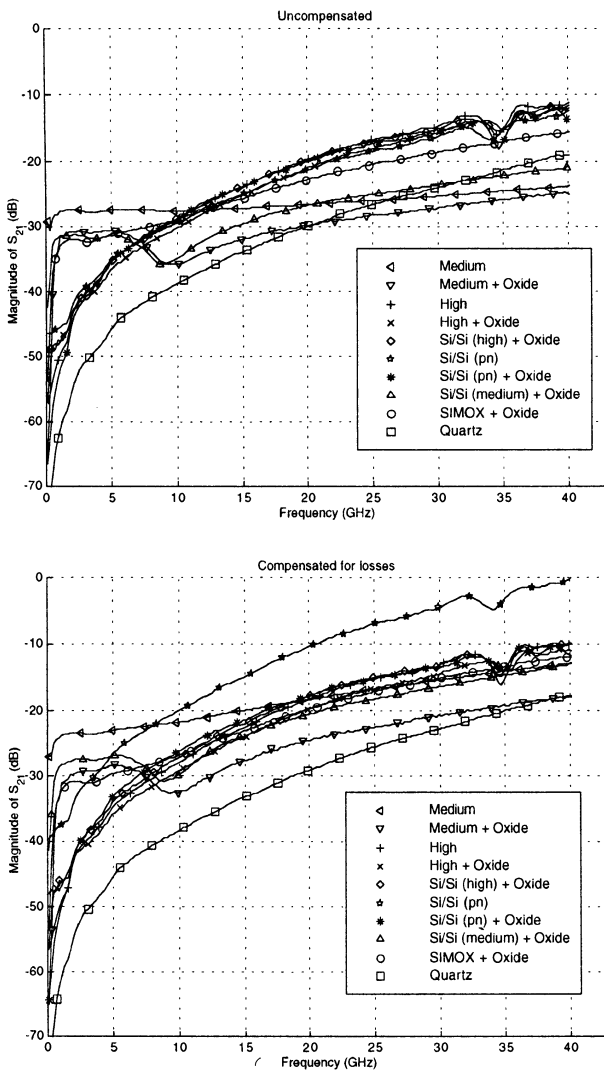 Uncompensated
0
-10
-20
-30
-40
-50
-60
-70
Magnitude of S21 (dB)
Medium
Medium + Oxide
High
High + Oxide
Si/Si (high) + Oxide
Si/Si (pn)
Si/Si (pn) + Oxide
Si/Si (medium) + Oxide
SIMOX + Oxide
Quartz
0 5 10 15 20 25 30 35 40
Frequency (GHz)
Compensated for losses
0
-10
-20
-30
-40
-50
-60
-70
Magnitude of S21 (dB)
Medium
Medium + Oxide
High
High + Oxide
Si/Si (high) + Oxide
Si/Si (pn)
Si/Si (pn) + Oxide
Si/Si (medium) + Oxide
SIMOX + Oxide
Quartz
0 5 10 15 20 25 30 35 40
Frequency (GHz)